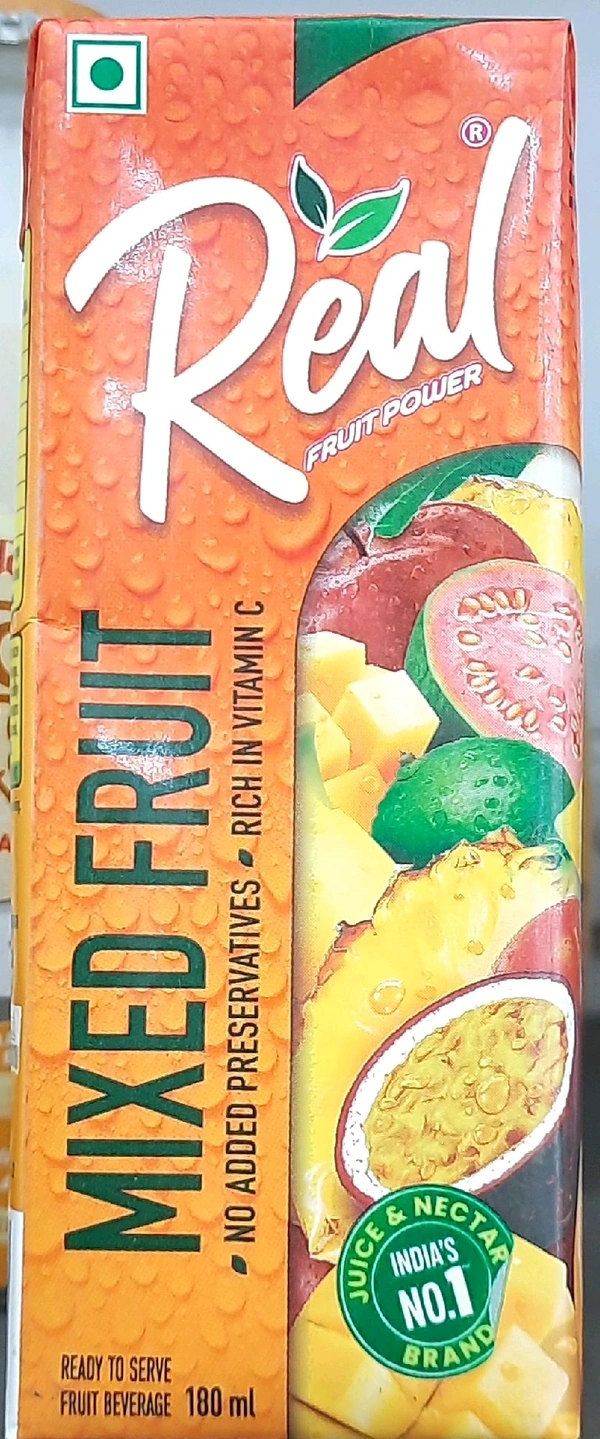 Real®
FRUIT POWER
MIXED FRUIT
• NO ADDED PRESERVATIVES • RICH IN VITAMIN C
JUICE & NECTAR
INDIA'S
NO.1
BRAND
READY TO SERVE
FRUIT BEVERAGE 180 ml